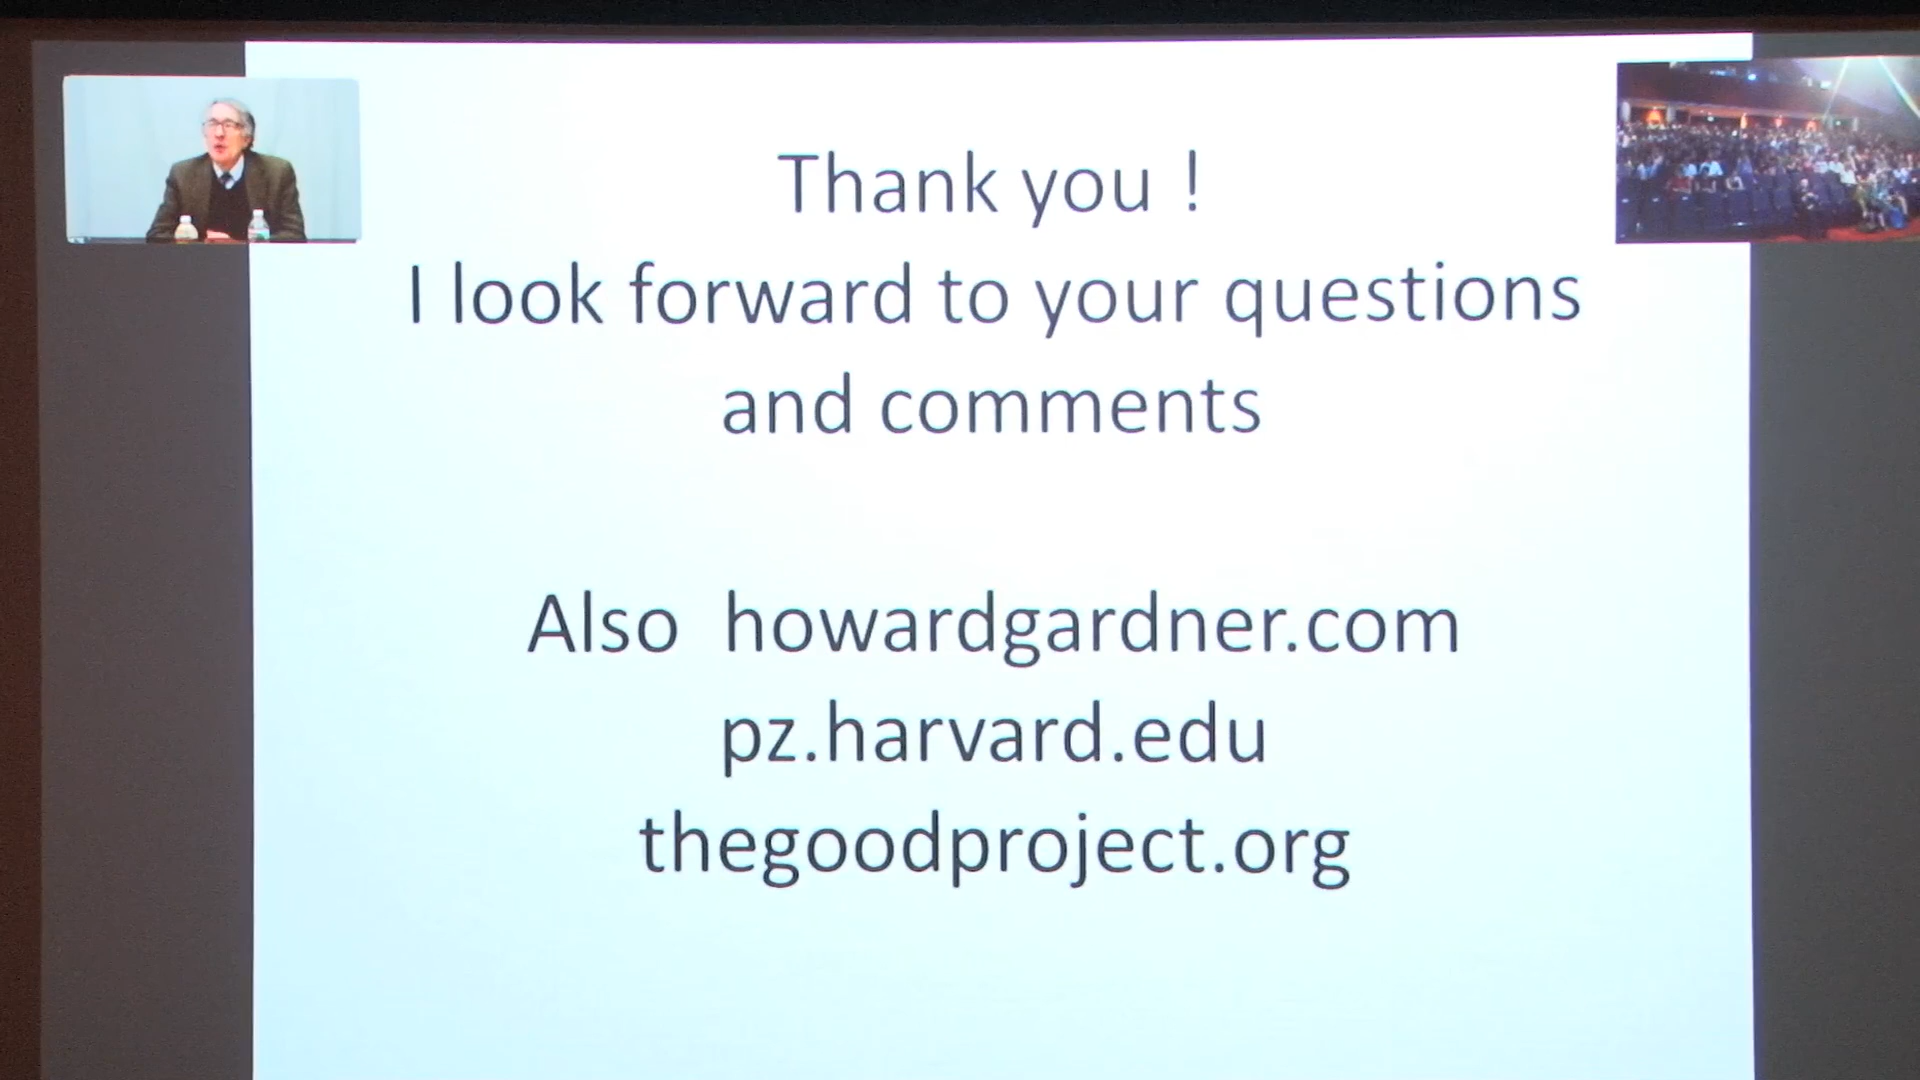 Thank you !
I look forward to your questions
and comments
Also howardgardner.com
pz.harvard.edu
thegoodproject.org